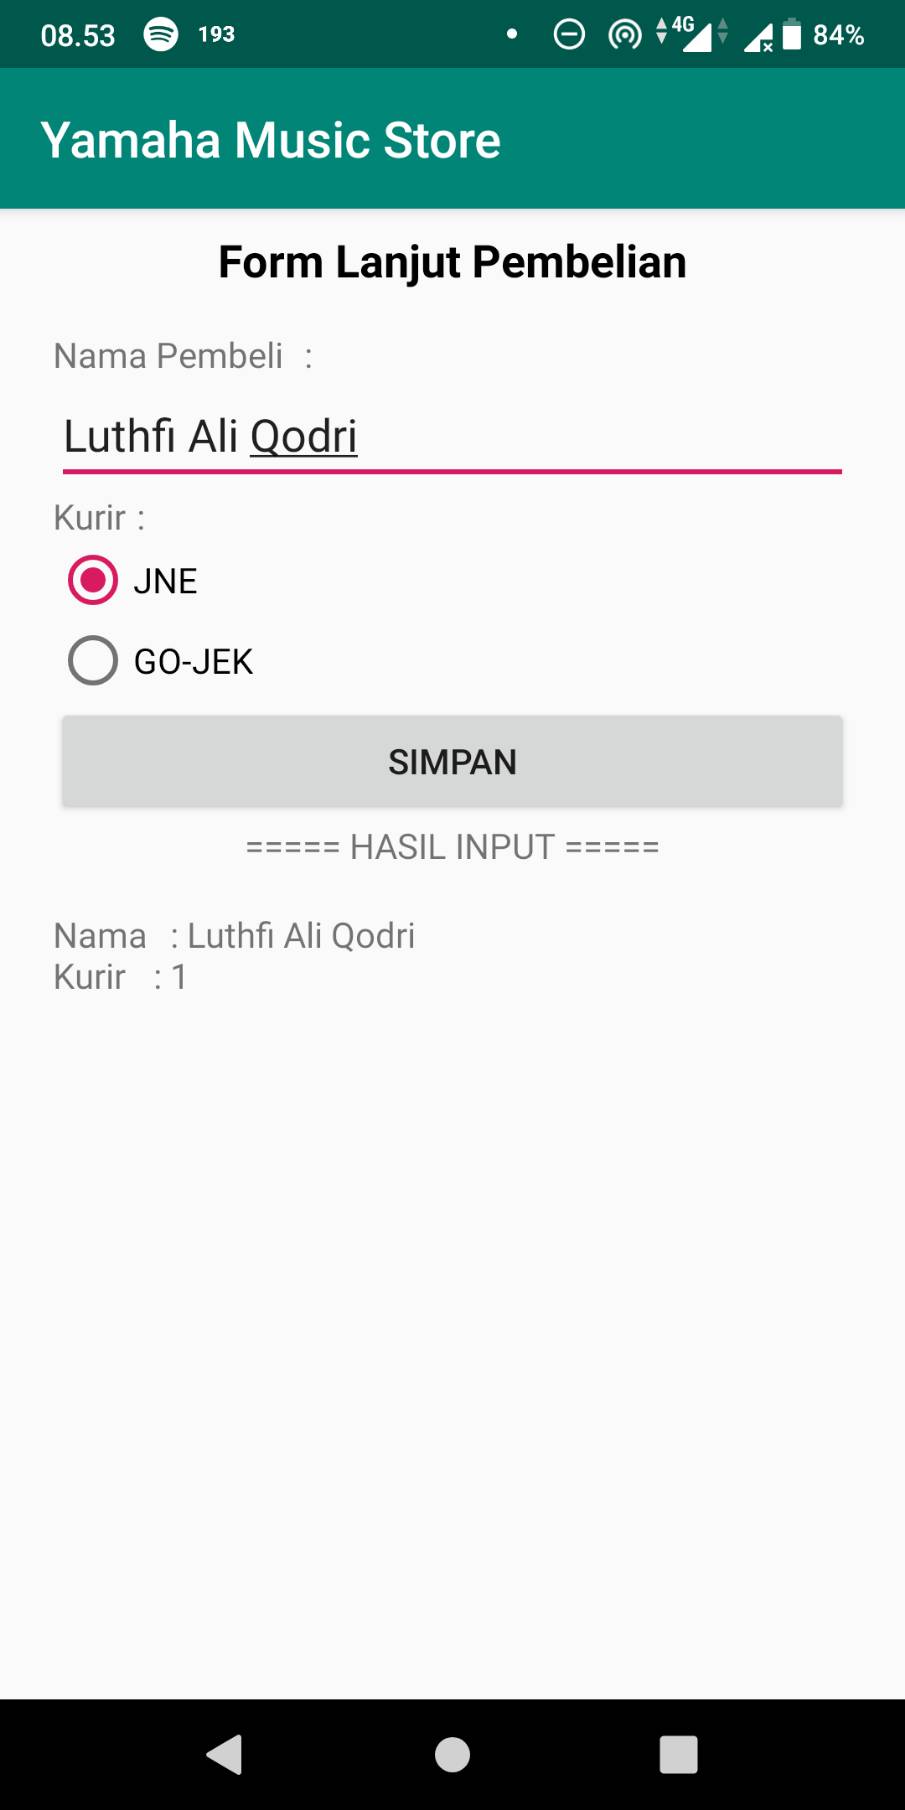 08.53 193 4G 84%
Yamaha Music Store
Form Lanjut Pembelian
Nama Pembeli :
Luthfi Ali Qodri
Kurir :
JNE
GO-JEK
SIMPAN
===== HASIL INPUT =====
Nama : Luthfi Ali Qodri
Kurir : 1